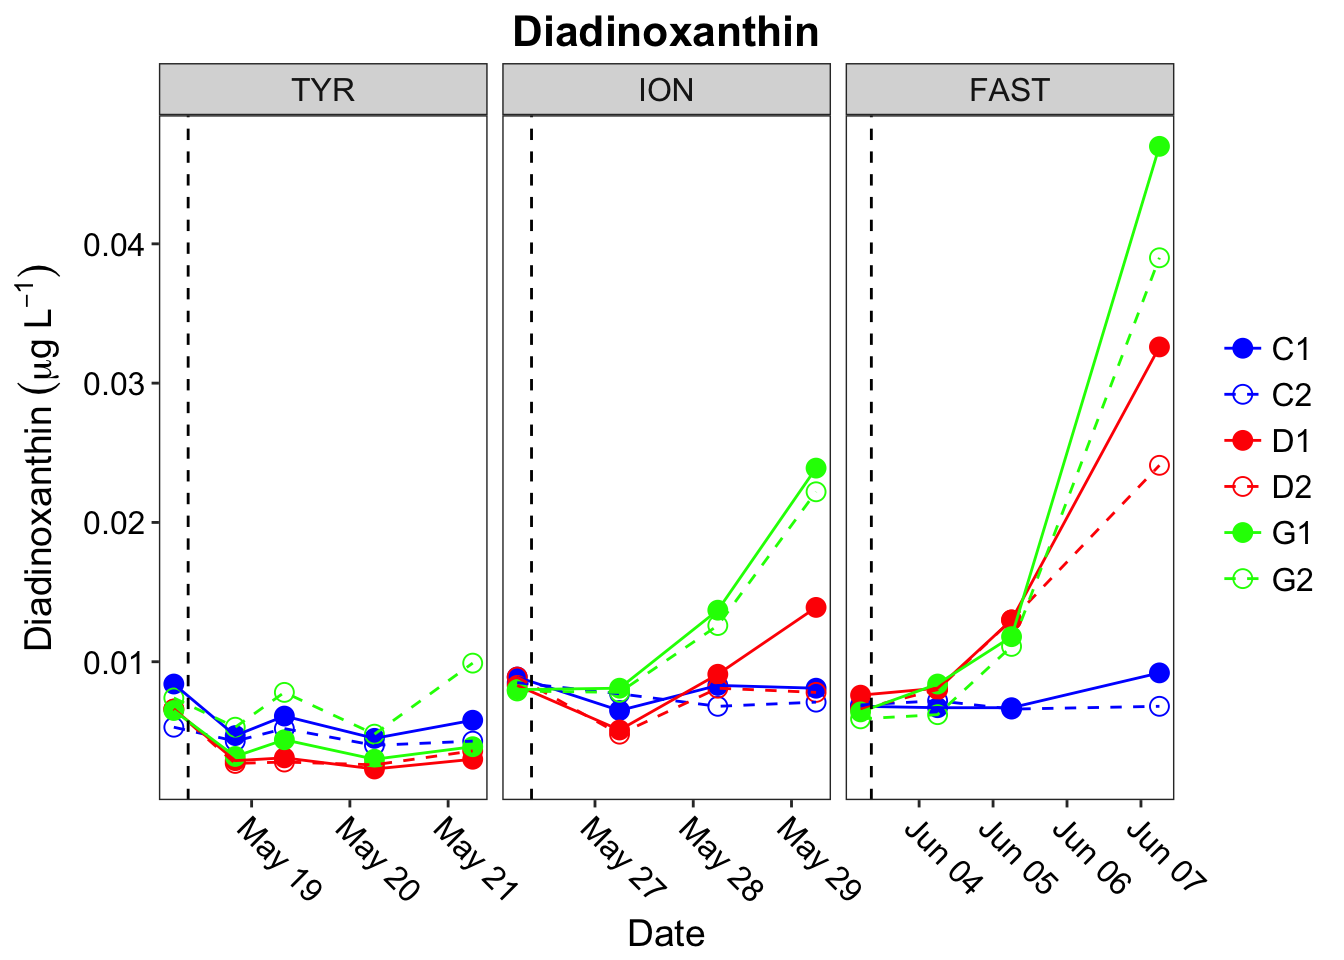 Diadinoxanthin
TYR
ION
FAST
Diadinoxanthin (μg L⁻¹)
0.04
0.03
0.02
0.01
May 19
May 20
May 21
May 27
May 28
May 29
Jun 04
Jun 05
Jun 06
Jun 07
Date
C1
C2
D1
D2
G1
G2